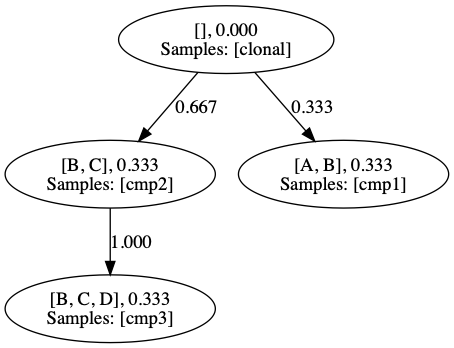 [], 0.000
Samples: [clonal]
0.667
0.333
[B, C], 0.333
Samples: [cmp2]
[A, B], 0.333
Samples: [cmp1]
1.000
[B, C, D], 0.333
Samples: [cmp3]